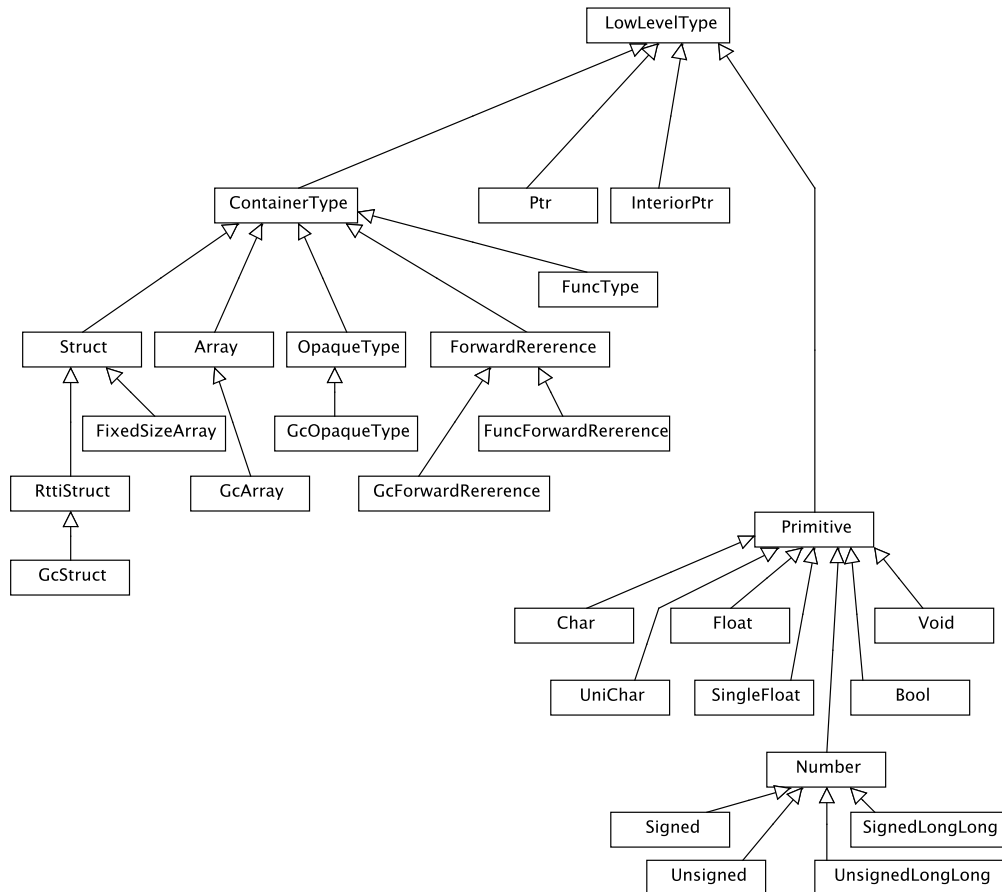 LowLevelType
ContainerType
Ptr
InteriorPtr
FuncType
Struct
Array
OpaqueType
ForwardRererence
FixedSizeArray
GcOpaqueType
FuncForwardRererence
RttiStruct
GcArray
GcForwardRererence
Primitive
GcStruct
Char
Float
Void
UniChar
SingleFloat
Bool
Number
Signed
SignedLongLong
Unsigned
UnsignedLongLong